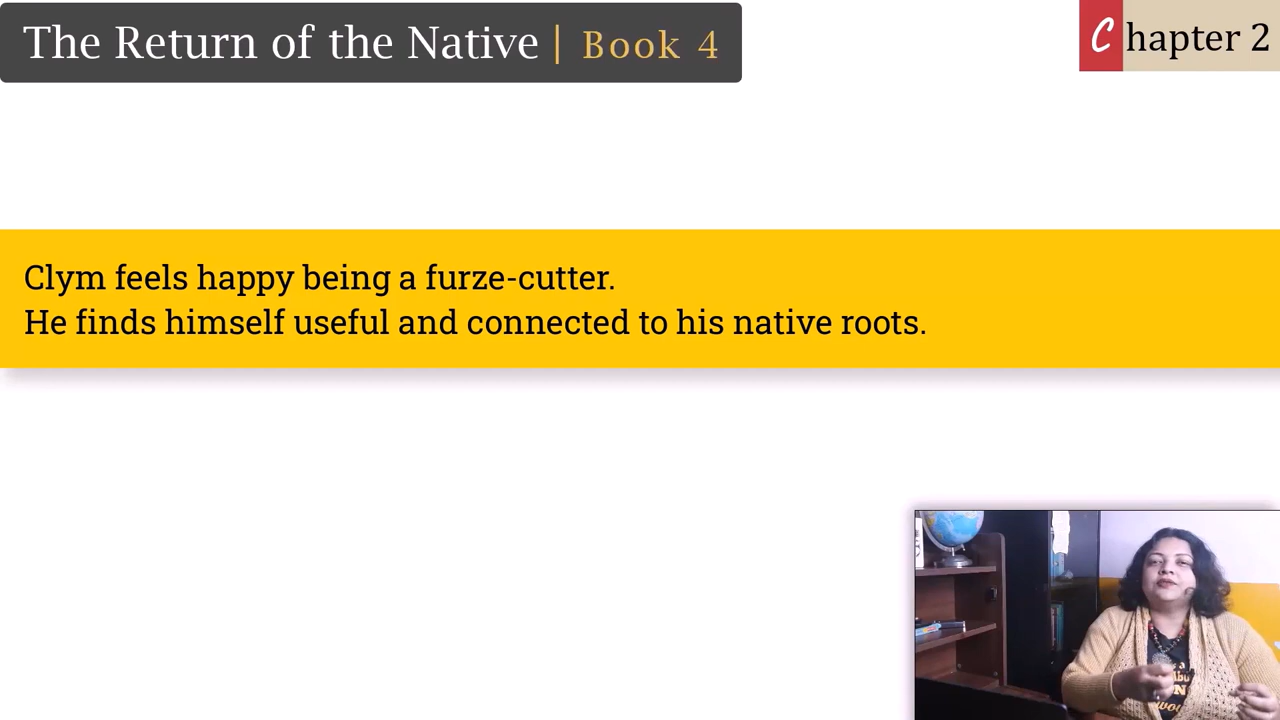 The Return of the Native | Book 4
Chapter 2
Clym feels happy being a furze-cutter.
He finds himself useful and connected to his native roots.